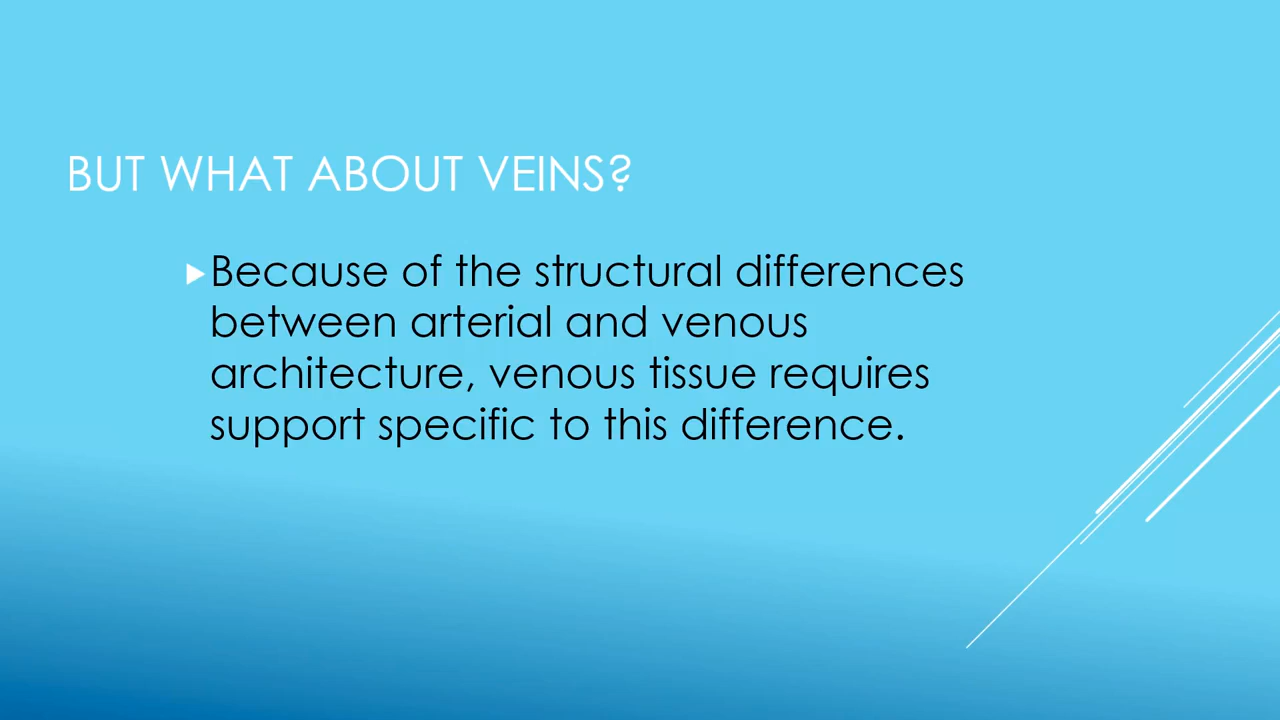 BUT WHAT ABOUT VEINS?
Because of the structural differences
between arterial and venous
architecture, venous tissue requires
support specific to this difference.